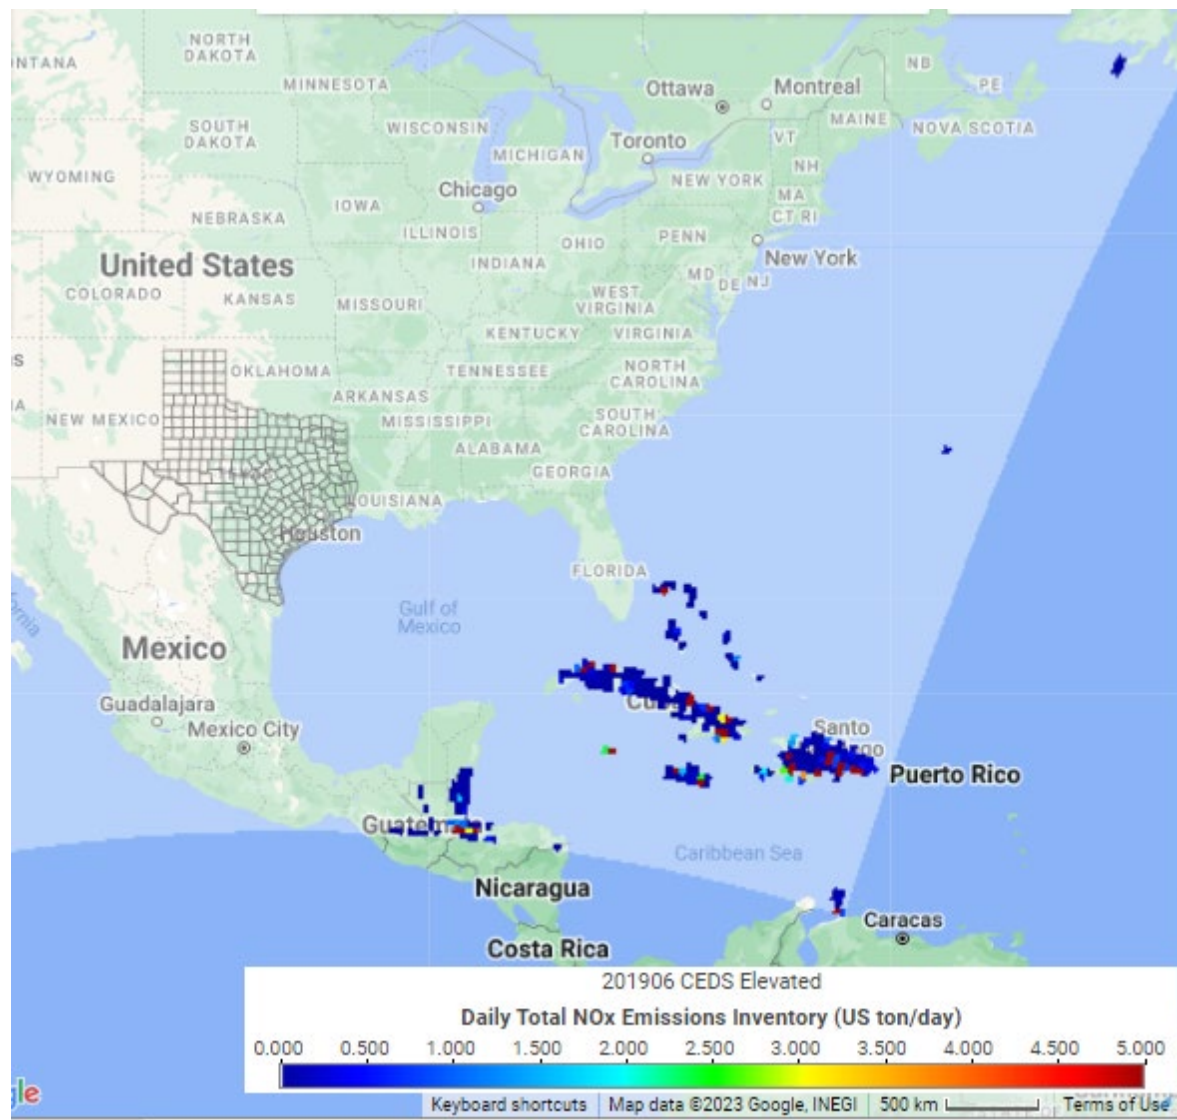 NORTH
DAKOTA
MINNESOTA
Ottawa
Montreal
NB
PE
SOUTH
DAKOTA
WISCONSIN
MICHIGAN
Toronto
VT
MAINE
NOVA SCOTIA
NH
WYOMING
NEW YORK
MA
Chicago
IOWA
NEBRASKA
CT RI
ILLINOIS
OHIO
PENN
New York
United States
INDIANA
MD
DE
NJ
COLORADO
KANSAS
MISSOURI
WEST
VIRGINIA
KENTUCKY
VIRGINIA
OKLAHOMA
TENNESSEE
NORTH
CAROLINA
ARKANSAS
NEW MEXICO
MISSISSIPPI
SOUTH
CAROLINA
ALABAMA
GEORGIA
Houston
FLORIDA
Gulf of
Mexico
Mexico
Guadalajara
Mexico City
Santo
Puerto Rico
Caribbean Sea
Nicaragua
Caracas
Costa Rica
201906 CEDS Elevated
Daily Total NOx Emissions Inventory (US ton/day)
0.000 0.500 1.000 1.500 2.000 2.500 3.000 3.500 4.000 4.500 5.000
Keyboard shortcuts Map data ©2023 Google, INEGI 500 km Terms of Use